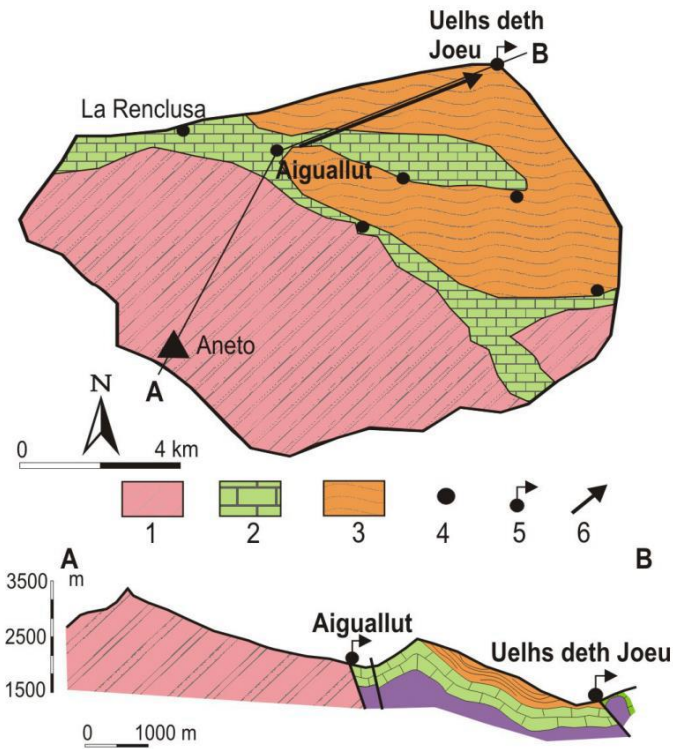 Uelhs deth
Joeu
B
La Renclusa
Aiguallut
Aneto
A
N
0 4 km
1 2 3 4 5 6
A B
3500 m
2500
1500
Aiguallut
Uelhs deth Joeu
0 1000 m